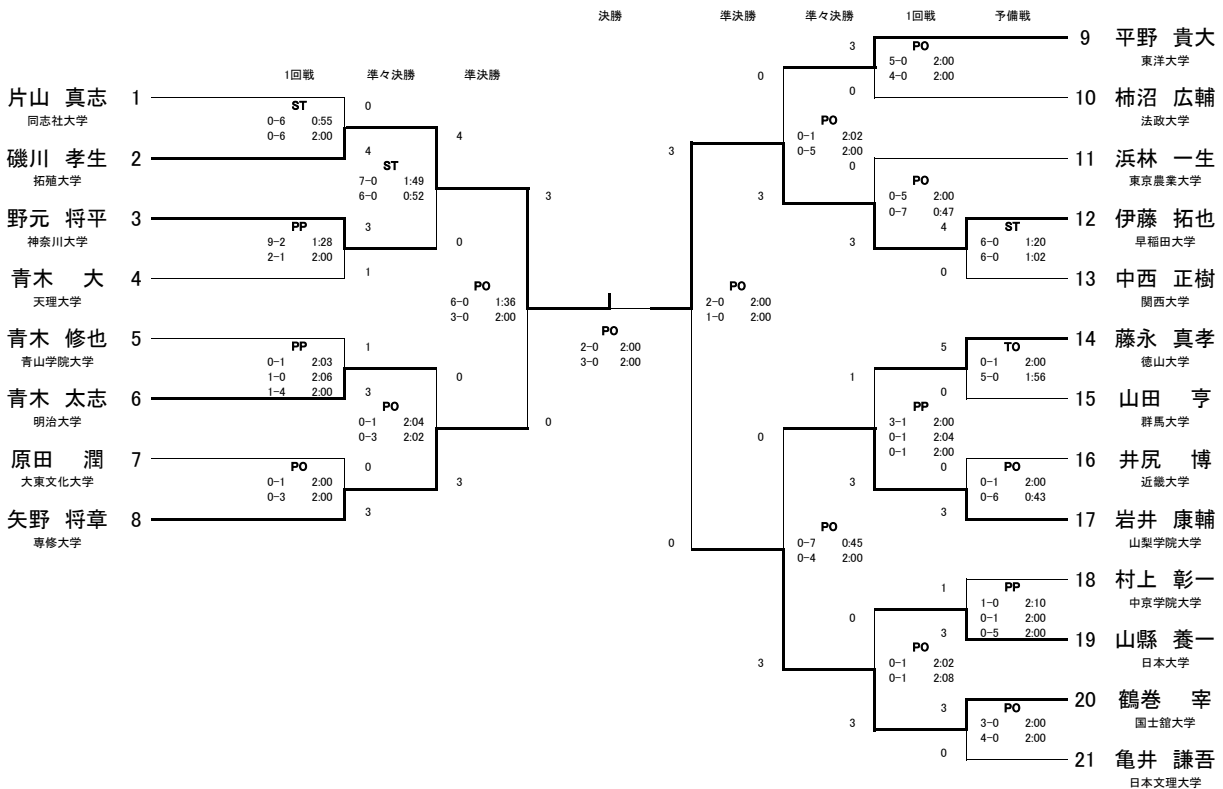 決勝
準決勝 準々決勝 1回戦 予備戦
1回戦 準々決勝 準決勝
片山 真志 1
同志社大学
磯川 孝生 2
拓殖大学
野元 将平 3
神奈川大学
青木 大 4
天理大学
青木 修也 5
青山学院大学
青木 太志 6
明治大学
原田 潤 7
大東文化大学
矢野 将章 8
専修大学
ST
0-6 0:55
0-6 2:00
PP
9-2 1:28
2-1 2:00
PP
0-1 2:03
1-0 2:06
1-4 2:00
PO
0-1 2:00
0-3 2:00
0
4
3
1
1
3
0
3
ST
7-0 1:49
6-0 0:52
PO
0-1 2:04
0-3 2:02
4
0
0
3
PO
6-0 1:36
3-0 2:00
3
0
PO
2-0 2:00
3-0 2:00
3
0
PO
2-0 2:00
1-0 2:00
0
3
0
3
PO
0-1 2:02
0-5 2:00
PO
0-7 0:45
0-4 2:00
3
0
0
3
1
3
0
3
PO
5-0 2:00
4-0 2:00
PO
0-5 2:00
0-7 0:47
PP
3-1 2:00
0-1 2:04
0-1 2:00
PO
0-1 2:02
0-1 2:08
4
0
5
0
0
3
1
3
3
0
ST
6-0 1:20
6-0 1:02
TO
0-1 2:00
5-0 1:56
PO
0-1 2:00
0-6 0:43
PP
1-0 2:10
0-1 2:00
0-5 2:00
PO
3-0 2:00
4-0 2:00
9 平野 貴大
東洋大学
10 柿沼 広輔
法政大学
11 浜林 一生
東京農業大学
12 伊藤 拓也
早稲田大学
13 中西 正樹
関西大学
14 藤永 真孝
徳山大学
15 山田 亨
群馬大学
16 井尻 博
近畿大学
17 岩井 康輔
山梨学院大学
18 村上 彰一
中京学院大学
19 山縣 養一
日本大学
20 鶴巻 宰
国士舘大学
21 亀井 謙吾
日本文理大学